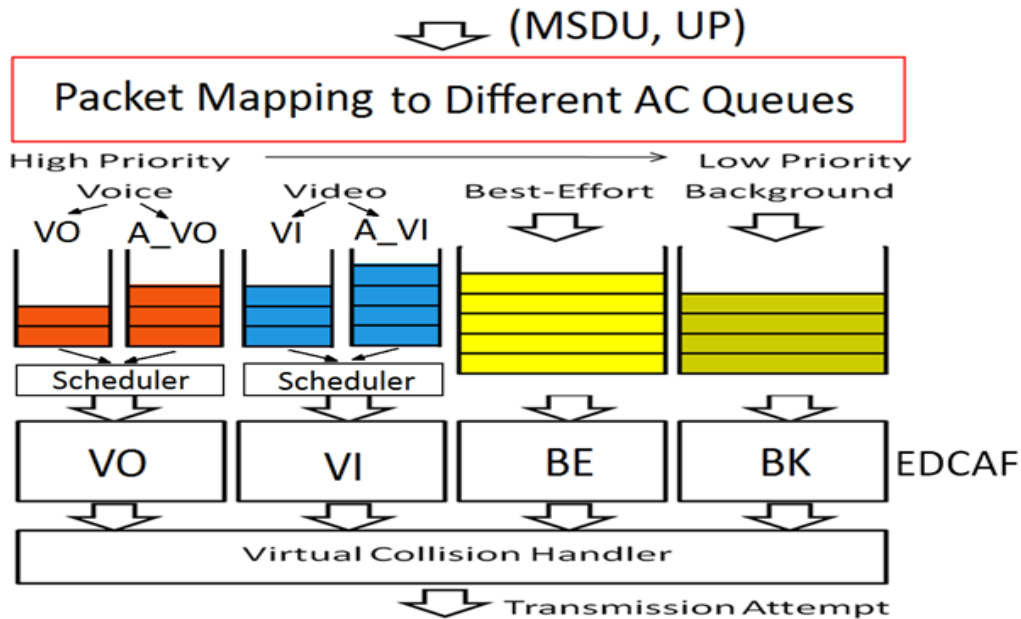 (MSDU, UP)
Packet Mapping to Different AC Queues
High Priority Low Priority
Voice Video Best-Effort Background
VO A_VO VI A_VI
Scheduler Scheduler
VO VI BE BK EDCAF
Virtual Collision Handler
Transmission Attempt